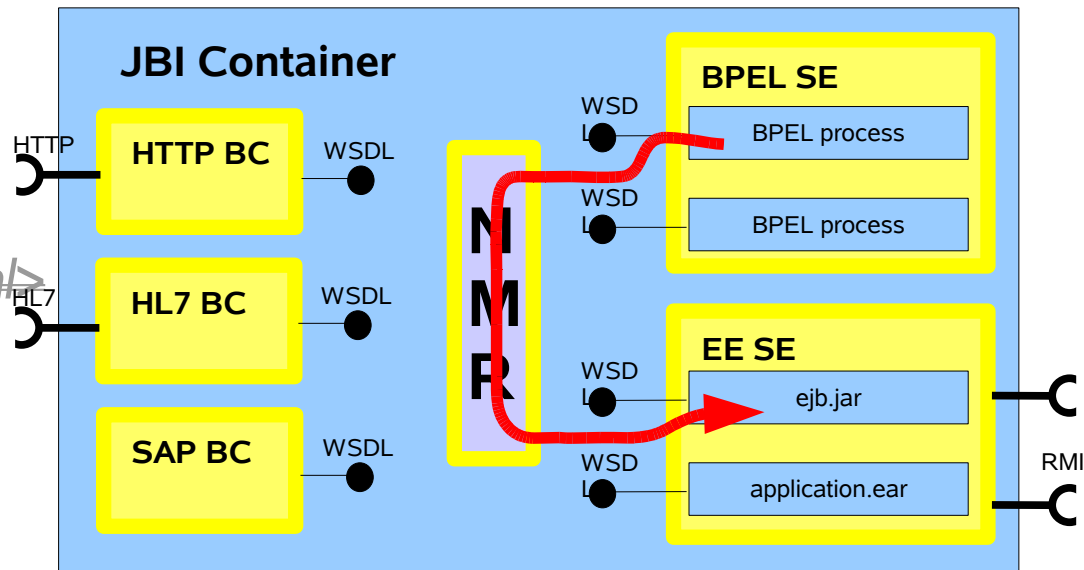 JBI Container
HTTP
HTTP BC
WSDL
HL7
HL7 BC
WSDL
SAP BC
WSDL
N
M
R
BPEL SE
WSD
L
BPEL process
WSD
L
BPEL process
EE SE
WSD
L
ejb.jar
WSD
L
application.ear
RMI